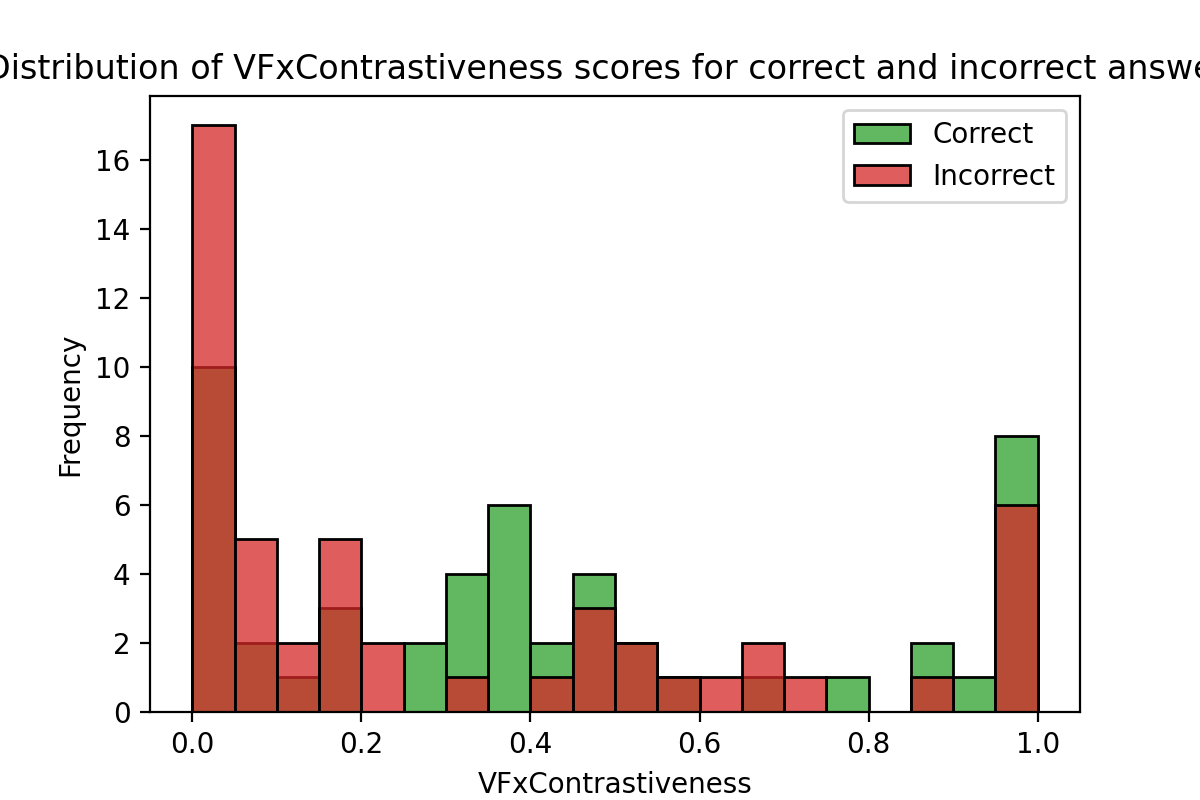 Distribution of VFxContrastiveness scores for correct and incorrect answe
Correct
Incorrect
Frequency
16
14
12
10
8
6
4
2
0
0.0 0.2 0.4 0.6 0.8 1.0
VFxContrastiveness